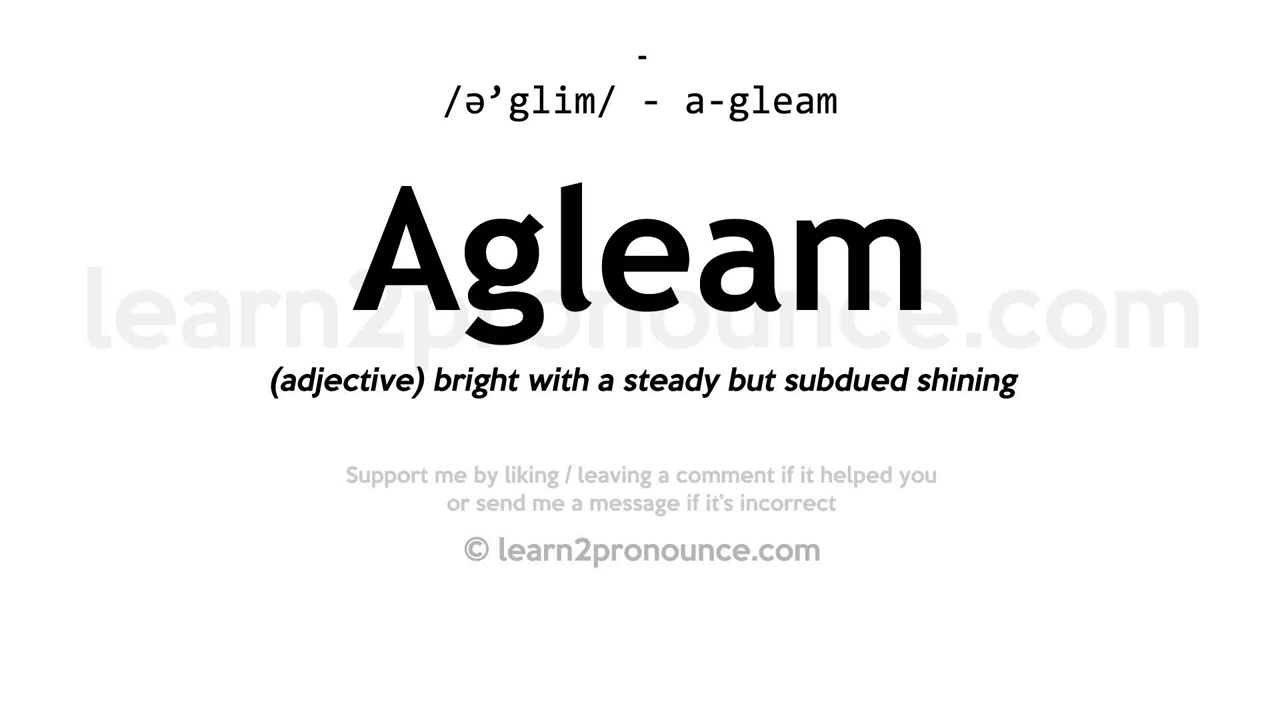 -
/ə’glim/ - a-gleam
Agleam
learn2pronounce.com
(adjective) bright with a steady but subdued shining
Support me by liking / leaving a comment if it helped you
or send me a message if it's incorrect
© learn2pronounce.com